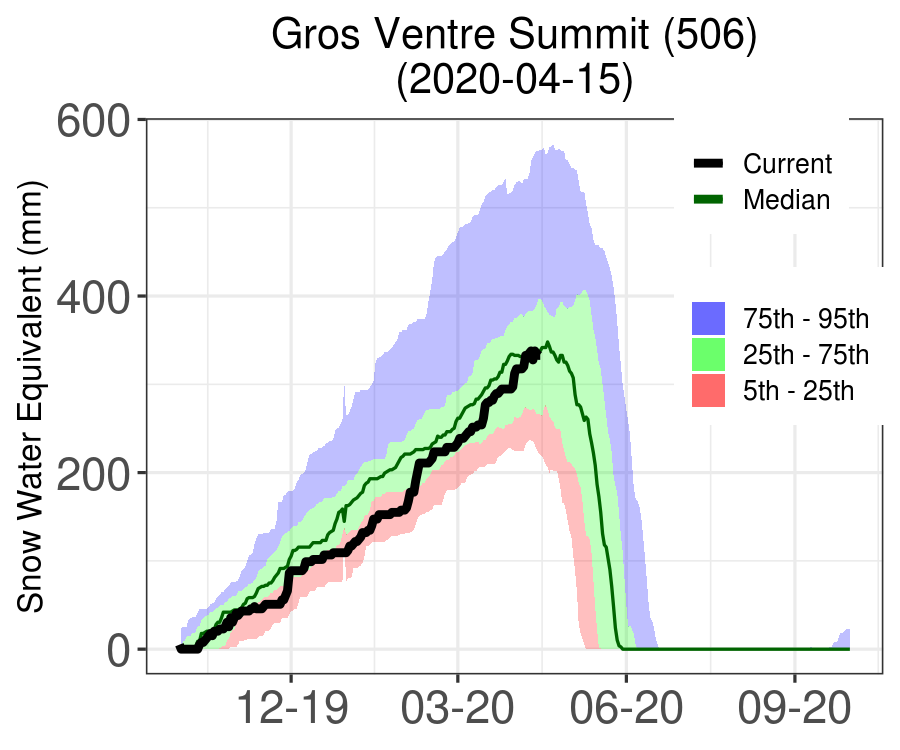 Gros Ventre Summit (506)
(2020-04-15)
Snow Water Equivalent (mm)
600
400
200
0
Current
Median
75th - 95th
25th - 75th
5th - 25th
12-19
03-20
06-20
09-20